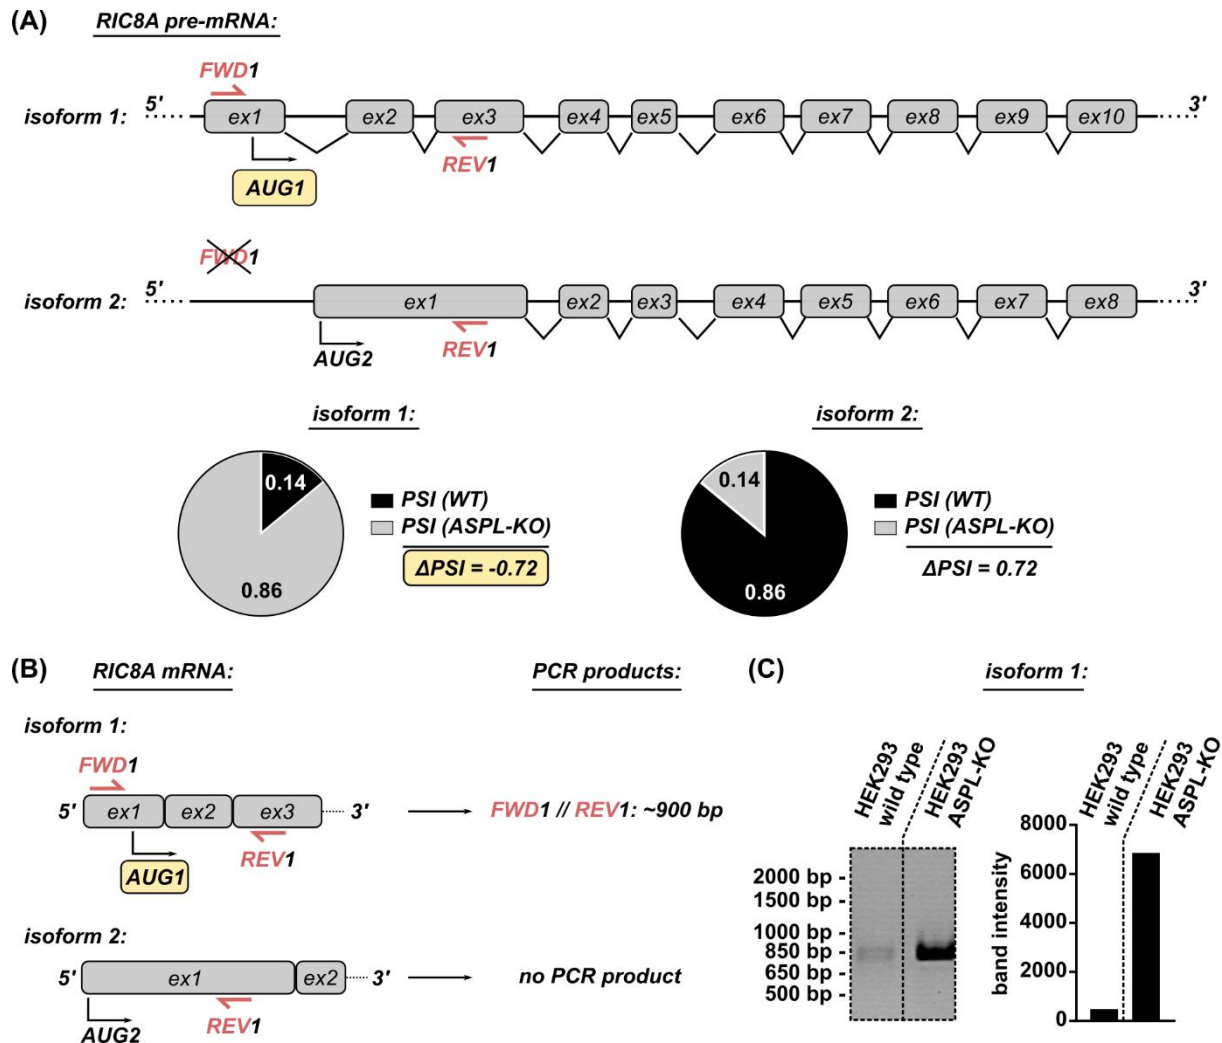 (A) RIC8A pre-mRNA:
FWD1
isoform 1: 5' ex1 ex2 ex3 ex4 ex5 ex6 ex7 ex8 ex9 ex10 3'
REV1
AUG1
FWD1
isoform 2: 5' ex1 ex2 ex3 ex4 ex5 ex6 ex7 ex8 3'
AUG2 REV1
isoform 1: isoform 2:
0.14 PSI (WT) 0.14 PSI (WT)
PSI (ASPL-KO) PSI (ASPL-KO)
0.86 ΔPSI = -0.72 0.86 ΔPSI = 0.72
(B) RIC8A mRNA: PCR products:
isoform 1:
FWD1
5' ex1 ex2 ex3 3' FWD1 // REV1: ~900 bp
AUG1 REV1
isoform 2:
5' ex1 ex2 3' no PCR product
AUG2 REV1
(C) isoform 1:
HEK293
wild type
HEK293
ASPL-KO
2000 bp -
1500 bp -
1000 bp -
850 bp -
650 bp -
500 bp -
HEK293
wild type
HEK293
ASPL-KO
band intensity
8000
6000
4000
2000
0